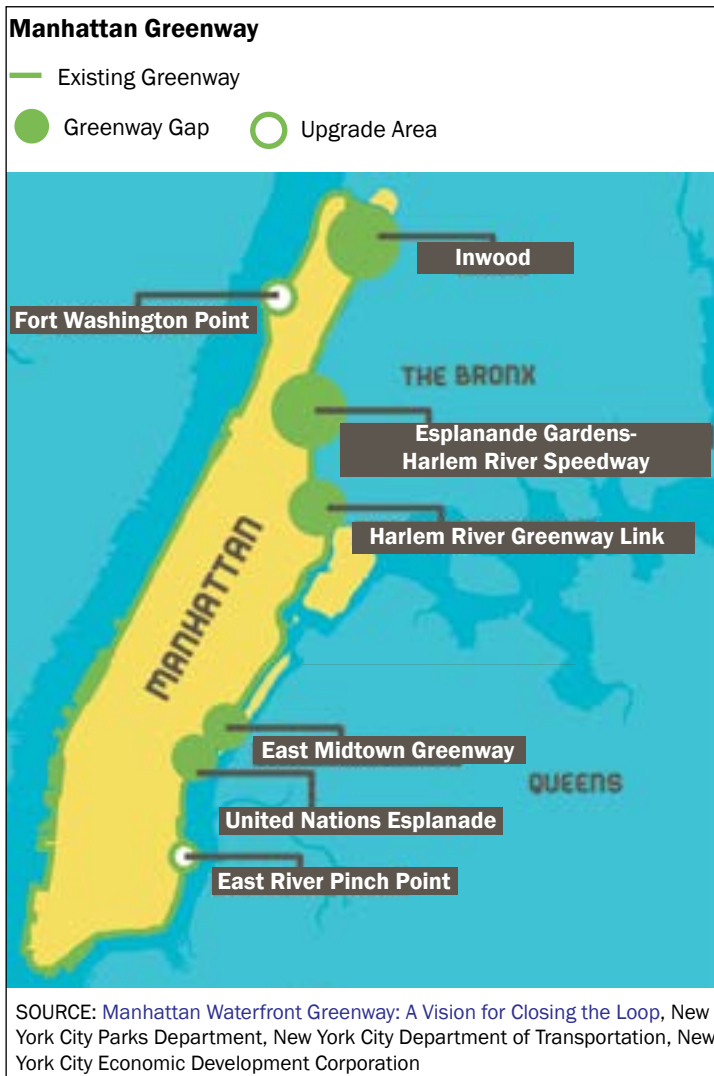 Manhattan Greenway
Existing Greenway
Greenway Gap
Upgrade Area
Inwood
Fort Washington Point
THE BRONX
Esplanande Gardens-
Harlem River Speedway
Harlem River Greenway Link
MANHATTAN
East Midtown Greenway
QUEENS
United Nations Esplanade
East River Pinch Point
SOURCE: Manhattan Waterfront Greenway: A Vision for Closing the Loop, New
York City Parks Department, New York City Department of Transportation, New
York City Economic Development Corporation